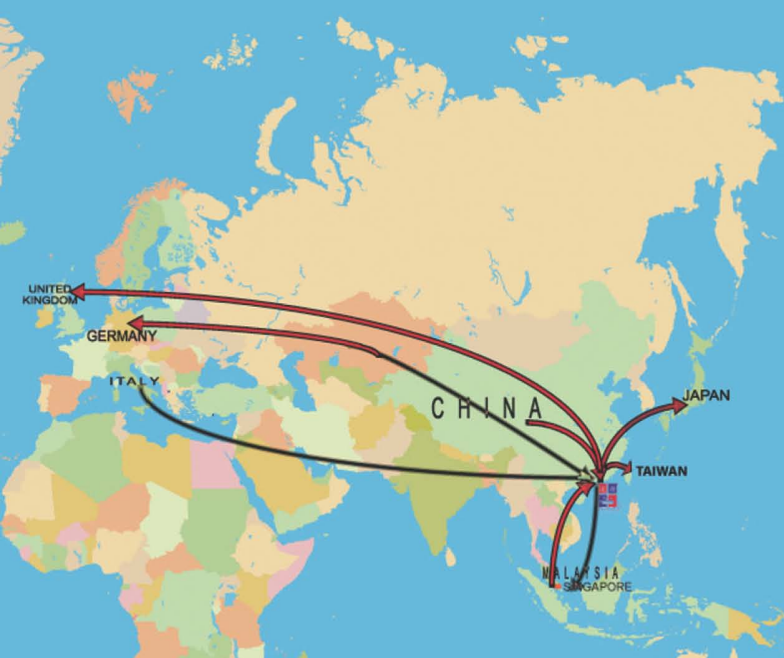 UNITED
KINGDOM
GERMANY
ITALY
CHINA
JAPAN
TAIWAN
MALAYSIA
SINGAPORE